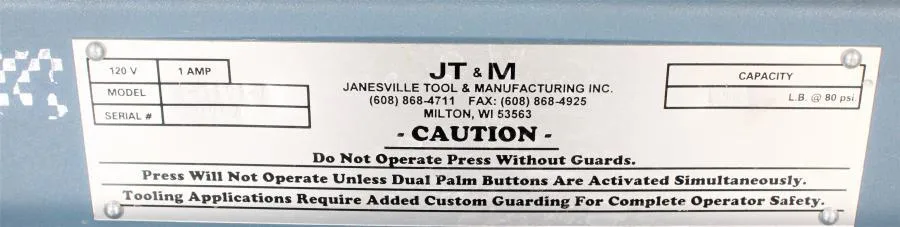 120 V 1 AMP
MODEL
SERIAL #
JT & M
JANESVILLE TOOL & MANUFACTURING INC.
(608) 868-4711 FAX: (608) 868-4925
MILTON, WI 53563
CAPACITY
L.B. @ 80 psi.
- CAUTION -
Do Not Operate Press Without Guards.
Press Will Not Operate Unless Dual Palm Buttons Are Activated Simultaneously.
Tooling Applications Require Added Custom Guarding For Complete Operator Safety.